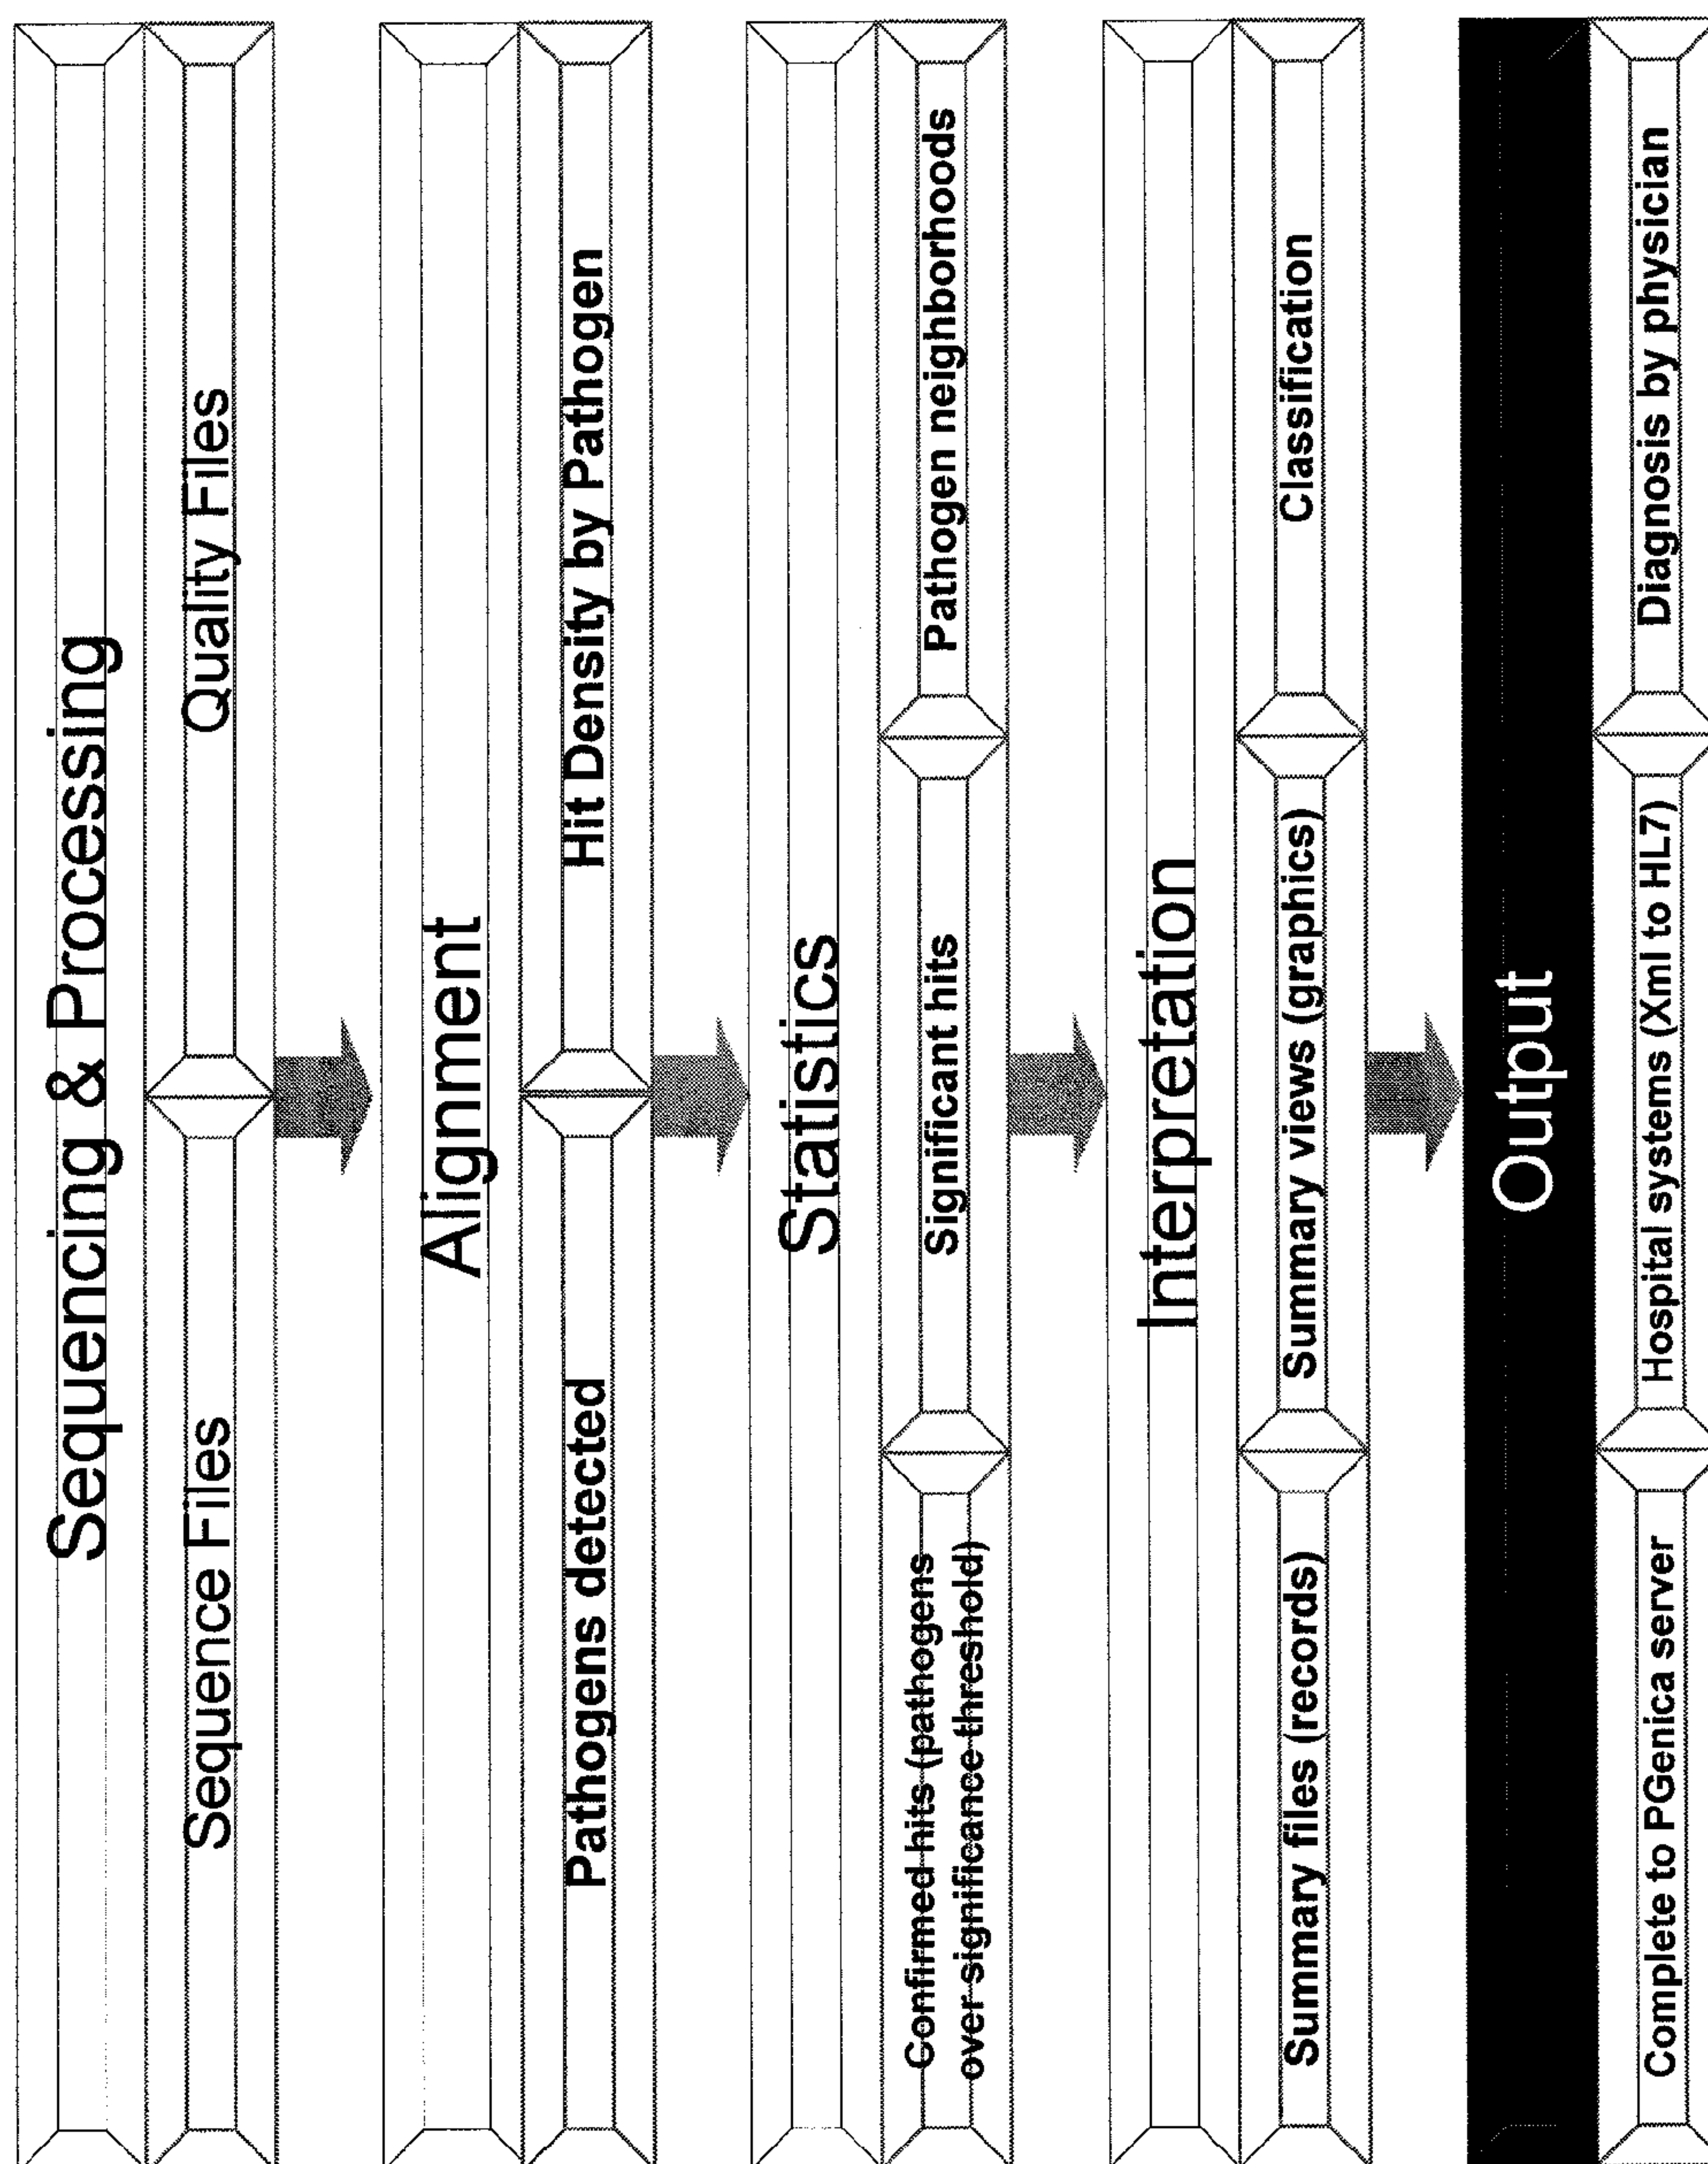 Sequencing & Processing
Sequence Files
Quality Files
Alignment
Pathogens detected
Hit Density by Pathogen
Statistics
Confirmed hits (pathogens
over significance threshold)
Significant hits
Pathogen neighborhoods
Interpretation
Summary files (records)
Summary views (graphics)
Classification
Output
Complete to PGenica server
Hospital systems (Xml to HL7)
Diagnosis by physician